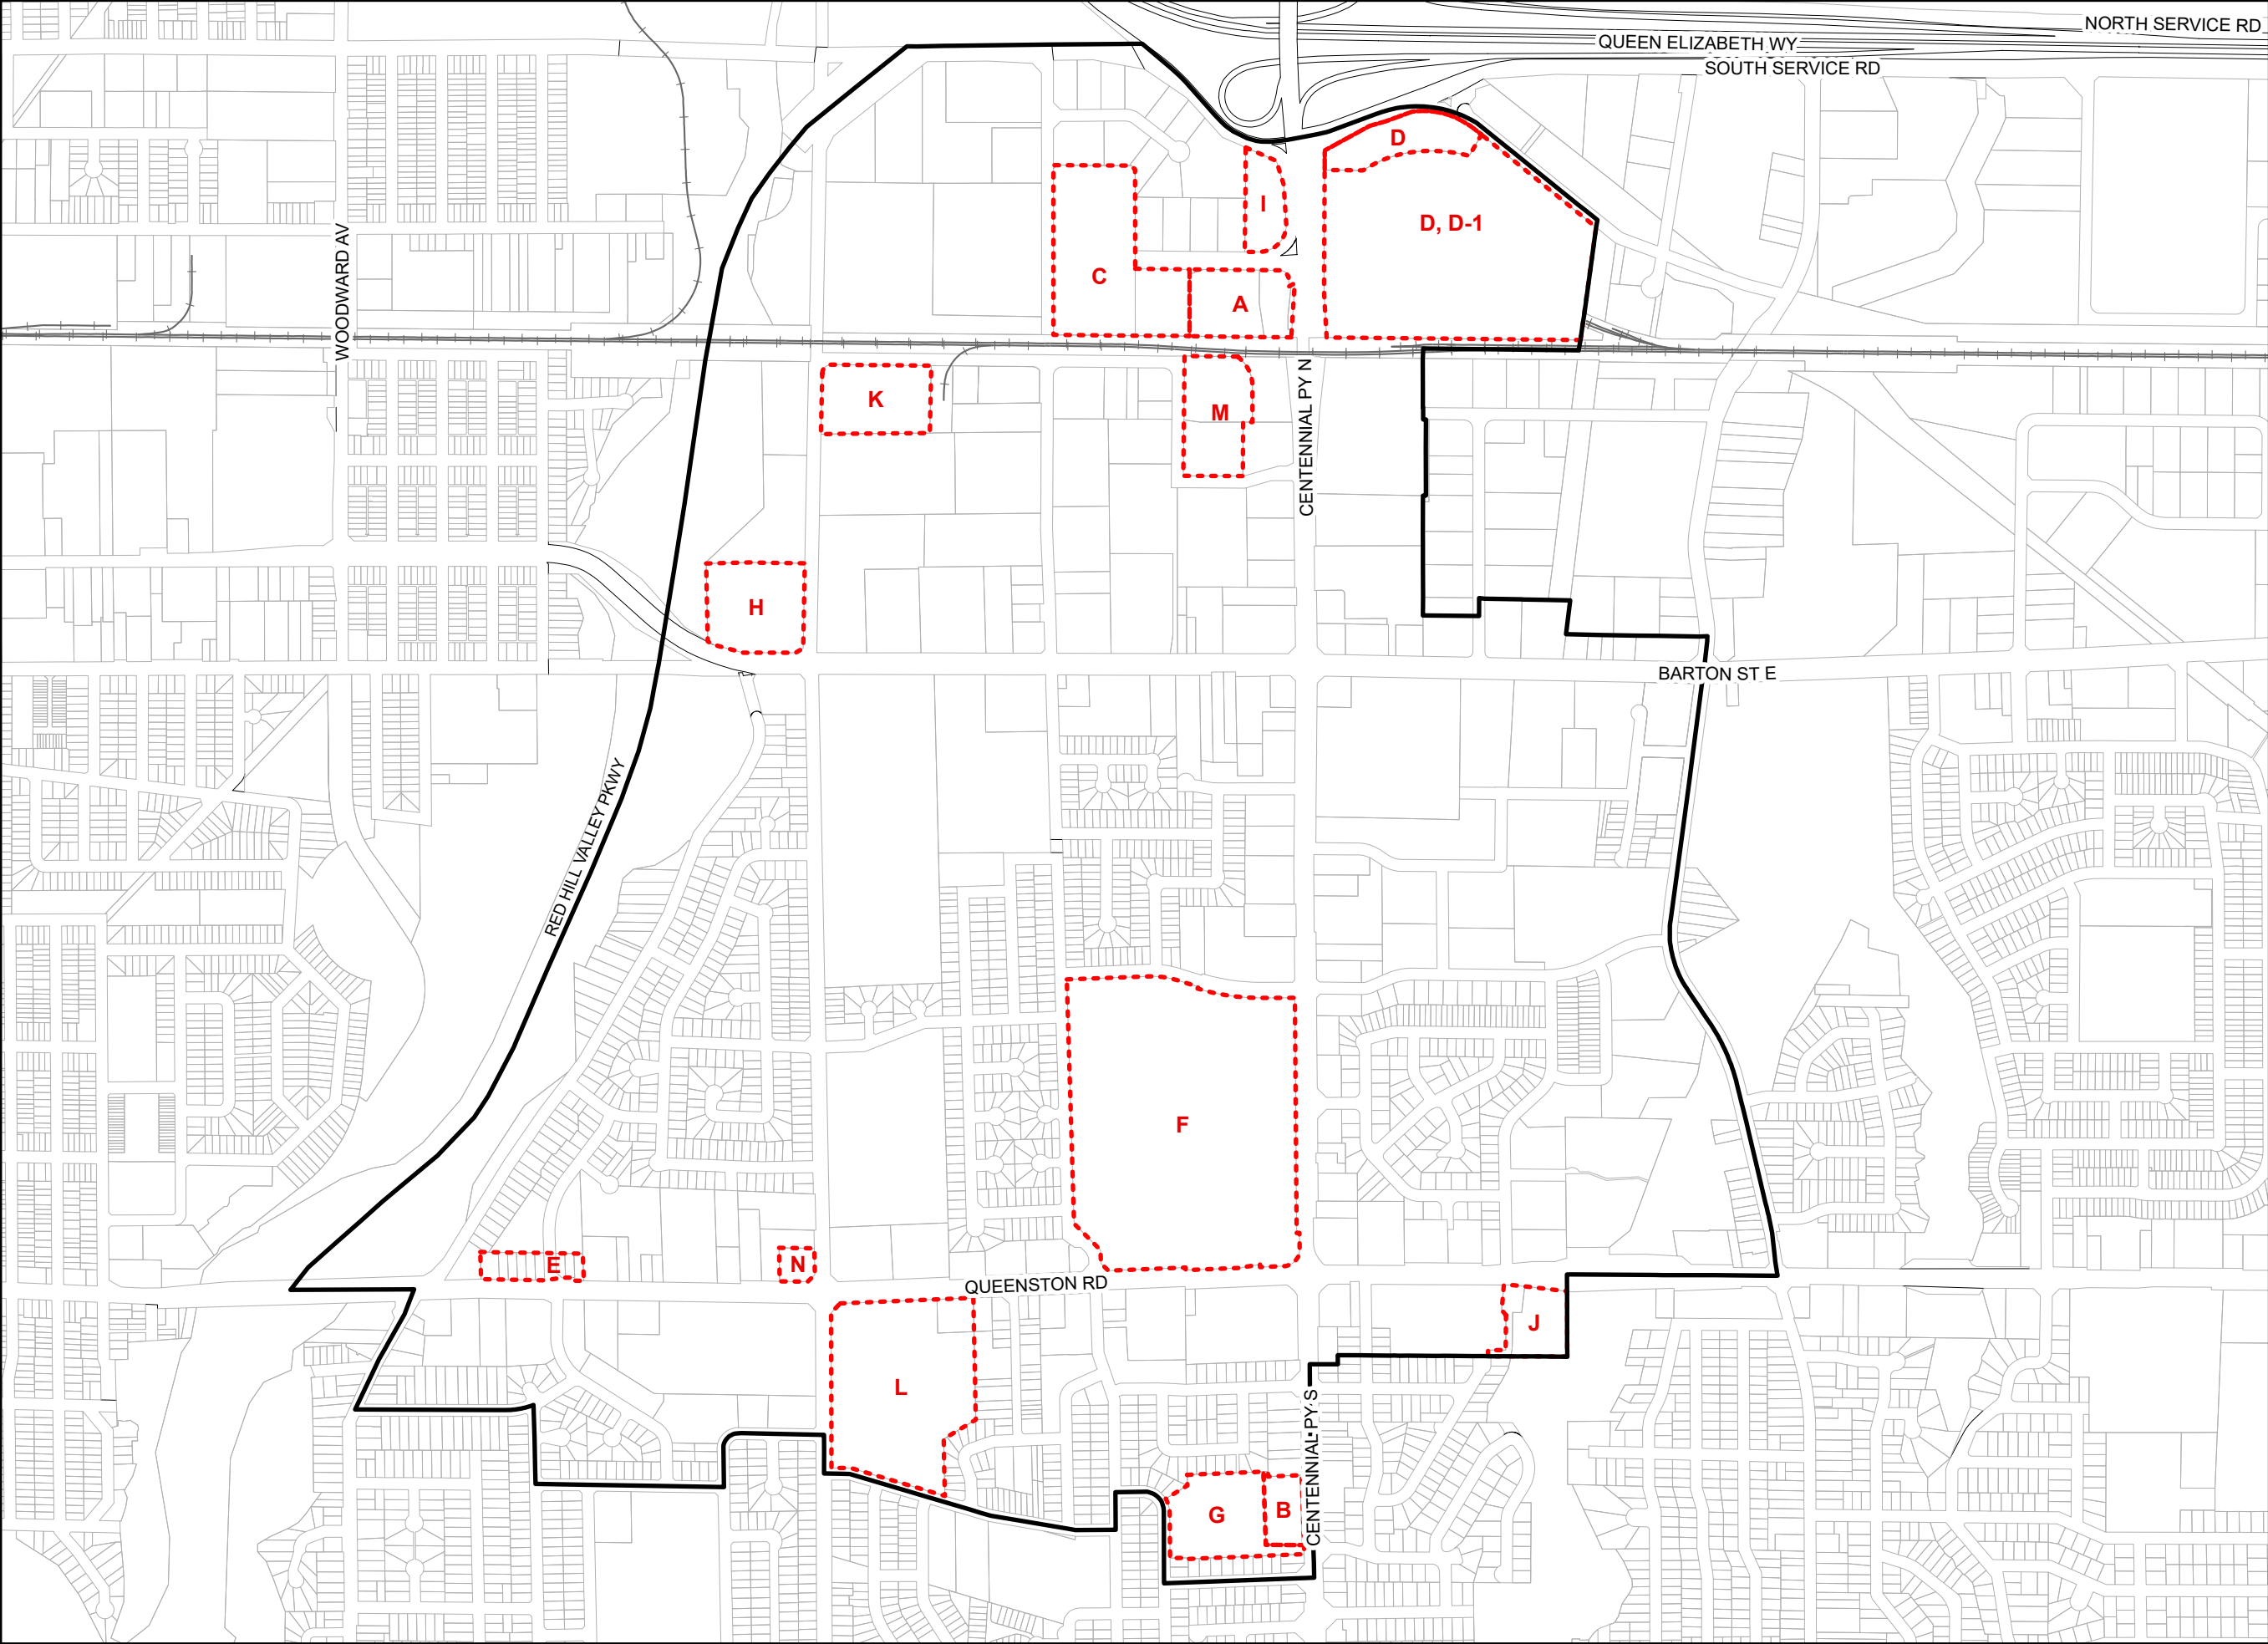 NORTH SERVICE RD
QUEEN ELIZABETH WY
SOUTH SERVICE RD
D
I
D, D-1
WOODWARD AV
C
A
K
M
CENTENNIAL PY N
H
BARTON ST E
RED HILL VALLEY PKWY
F
E
N
QUEENSTON RD
J
L
CENTENNIAL PY S
G
B